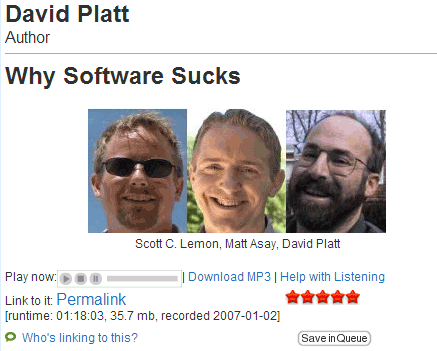 David Platt
Author
Why Software Sucks
Scott C. Lemon, Matt Asay, David Platt
Play now: | Download MP3 | Help with Listening
Link to it: Permalink
[runtime: 01:18:03, 35.7 mb, recorded 2007-01-02]
Who's linking to this?
Save in Queue